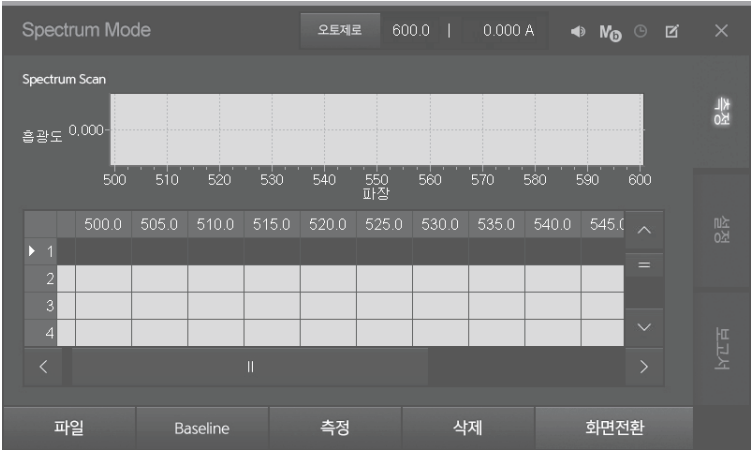 Spectrum Mode 오토제로 600.0 | 0.000 A Mb
Spectrum Scan
흡광도 0.000
500 510 520 530 540 550 560 570 580 590 600
파장
500.0 505.0 510.0 515.0 520.0 525.0 530.0 535.0 540.0 545.0
1
2
3
4
측정
설정
보고서
파일 Baseline 측정 삭제 화면전환